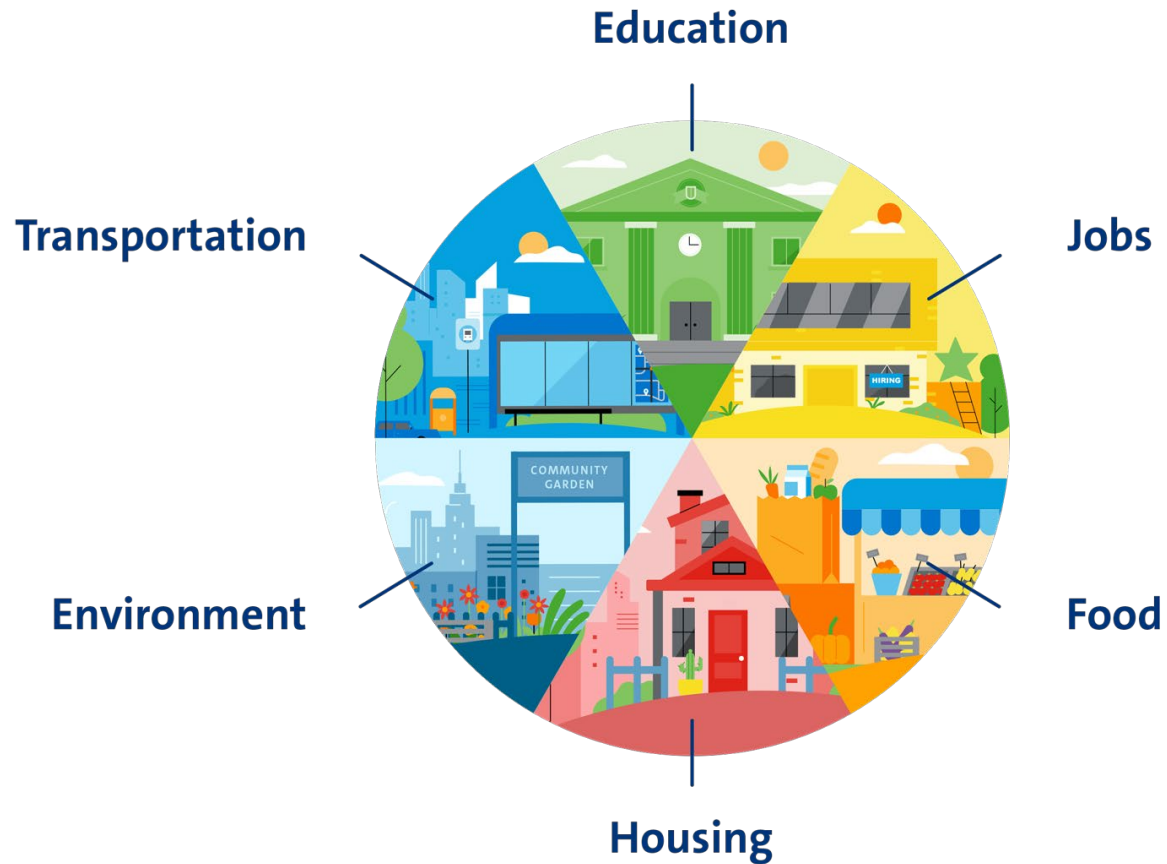 Education
Transportation
Jobs
U
HIRING
COMMUNITY
GARDEN
Environment
Food
Housing